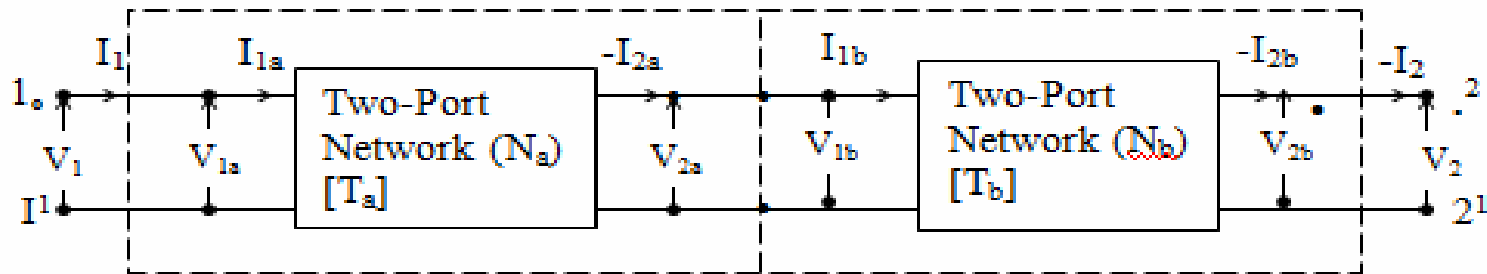 I₁ I₁ₐ -I₂ₐ I₁b -I₂b -I₂
1 Two-Port Two-Port 2
V₁ V₁ₐ Network (Nₐ) V₂ₐ V₁b Network (Nb) V₂b V₂
I¹ [Tₐ] [Tb] 2¹